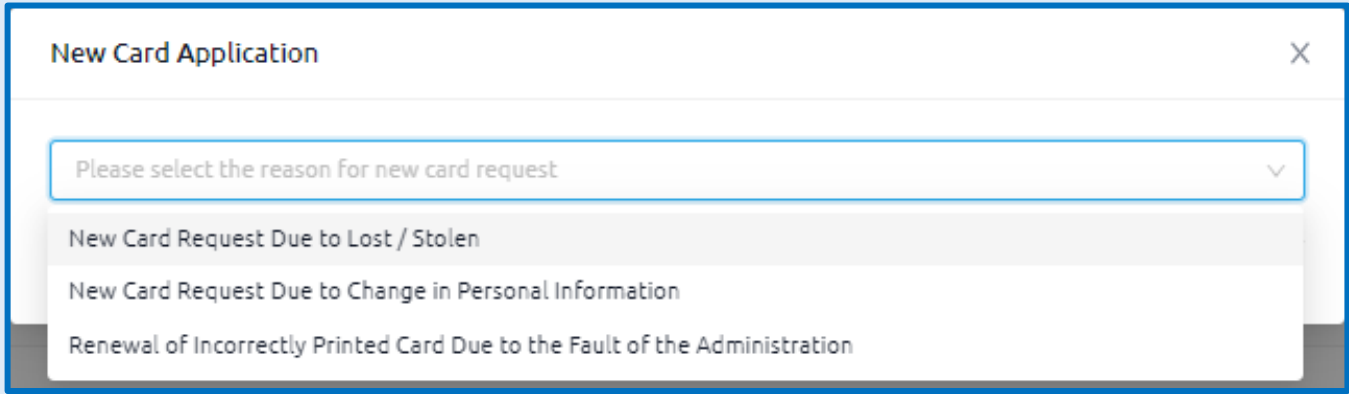 New Card Application
Please select the reason for new card request
New Card Request Due to Lost / Stolen
New Card Request Due to Change in Personal Information
Renewal of Incorrectly Printed Card Due to the Fault of the Administration